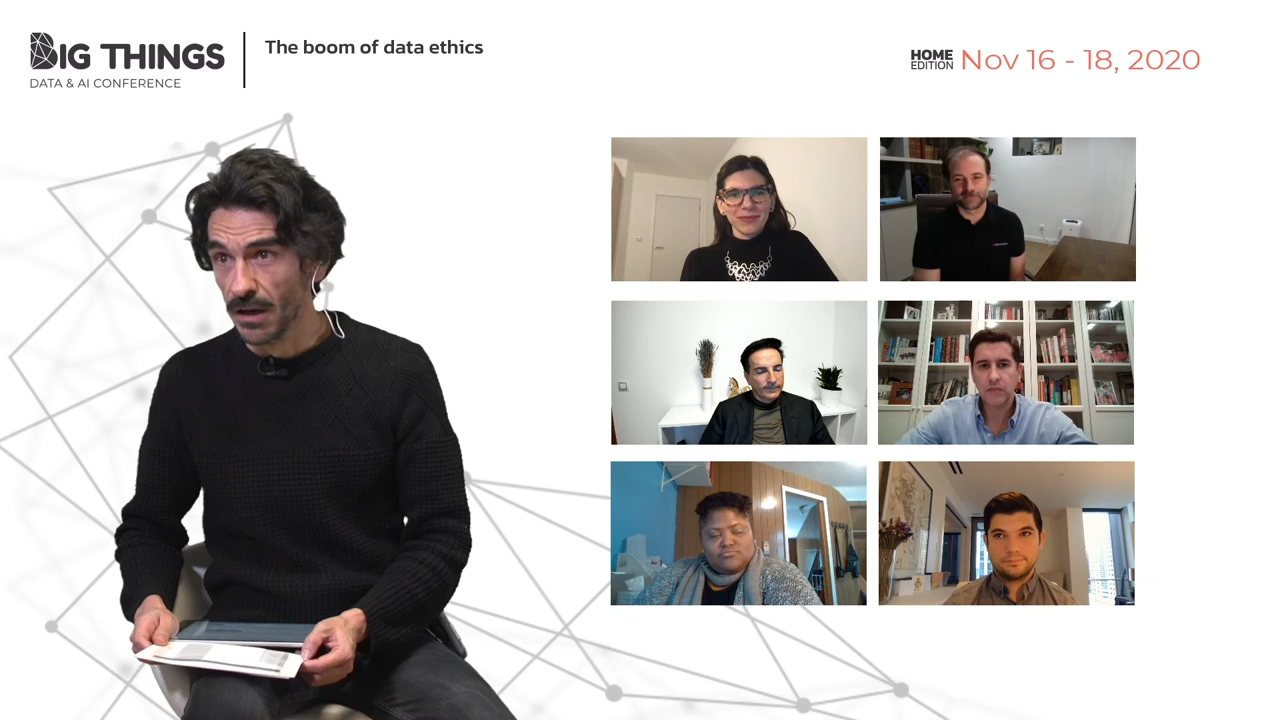 BIG THINGS
DATA & AI CONFERENCE
The boom of data ethics
HOME
EDITION
Nov 16 - 18, 2020